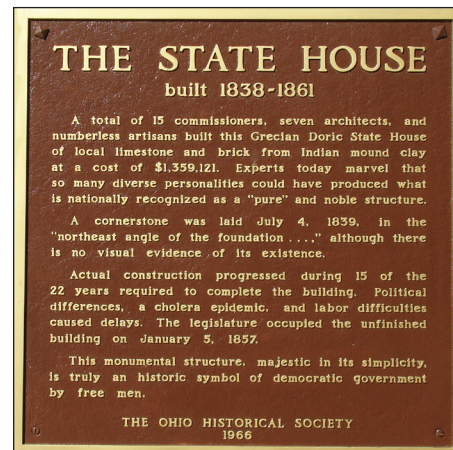 THE STATE HOUSE
built 1838-1861
A total of 15 commissioners, seven architects, and
numberless artisans built this Grecian Doric State House
of local limestone and brick from Indian mound clay
at a cost of $1,359,121. Experts today marvel that
so many diverse personalities could have produced what
is nationally recognized as a "pure" and noble structure.
A cornerstone was laid July 4, 1839, in the
"northeast angle of the foundation . . . ," although there
is no visual evidence of its existence.
Actual construction progressed during 15 of the
22 years required to complete the building. Political
differences, a cholera epidemic, and labor difficulties
caused delays. The legislature occupied the unfinished
building on January 5, 1857.
This monumental structure, majestic in its simplicity,
is truly an historic symbol of democratic government
by free men.
THE OHIO HISTORICAL SOCIETY
1966